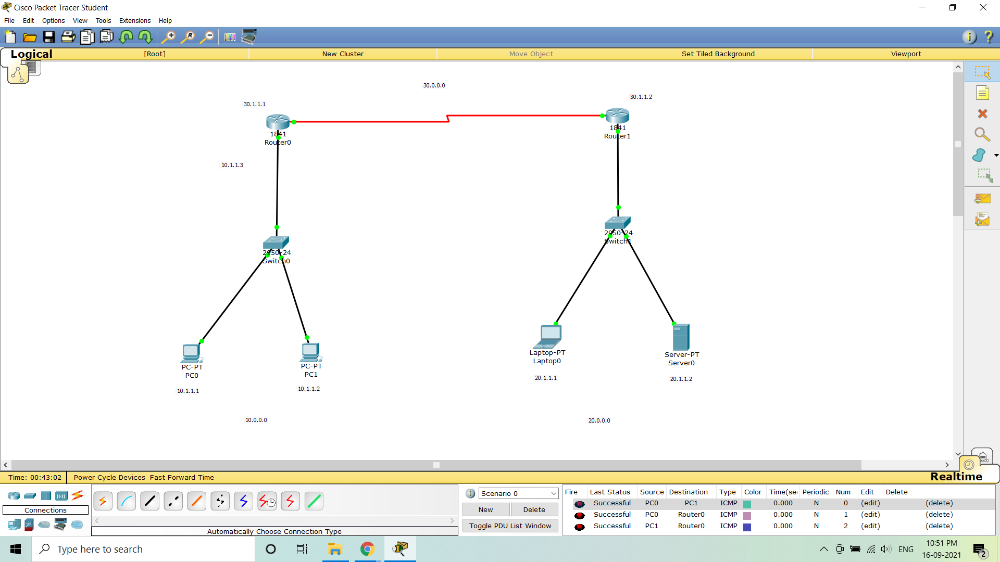 Cisco Packet Tracer Student
File Edit Options View Tools Extensions Help
Logical [Root] New Cluster Move Object Set Tiled Background Viewport
30.0.0.0
30.1.1.2
30.1.1.1
1841
Router1
1841
Router0
10.1.1.3
2950-24
Switch1
2950-24
Switch0
Laptop-PT
Laptop0
Server-PT
Server0
PC-PT
PC0
PC-PT
PC1
20.1.1.1
20.1.1.2
10.1.1.1
10.1.1.2
10.0.0.0
20.0.0.0
Time: 00:43:02 Power Cycle Devices Fast Forward Time Realtime
Connections
Automatically Choose Connection Type
Scenario 0
New Delete
Toggle PDU List Window
Fire Last Status Source Destination Type Color Time(sec Periodic Num Edit Delete
Successful PC0 PC1 ICMP 0.000 N 0 (edit) (delete)
Successful PC0 Router0 ICMP 0.000 N 1 (edit) (delete)
Successful PC1 Router0 ICMP 0.000 N 2 (edit) (delete)
Type here to search
ENG
10:51 PM
16-09-2021
2